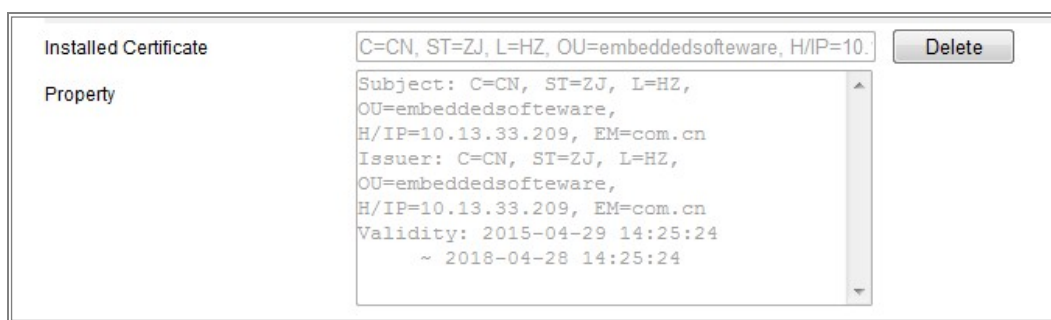 Installed Certificate
C=CN, ST=ZJ, L=HZ, OU=embeddedsofteware, H/IP=10.
Delete
Property
Subject: C=CN, ST=ZJ, L=HZ,
OU=embeddedsofteware,
H/IP=10.13.33.209, EM=com.cn
Issuer: C=CN, ST=ZJ, L=HZ,
OU=embeddedsofteware,
H/IP=10.13.33.209, EM=com.cn
Validity: 2015-04-29 14:25:24
~ 2018-04-28 14:25:24